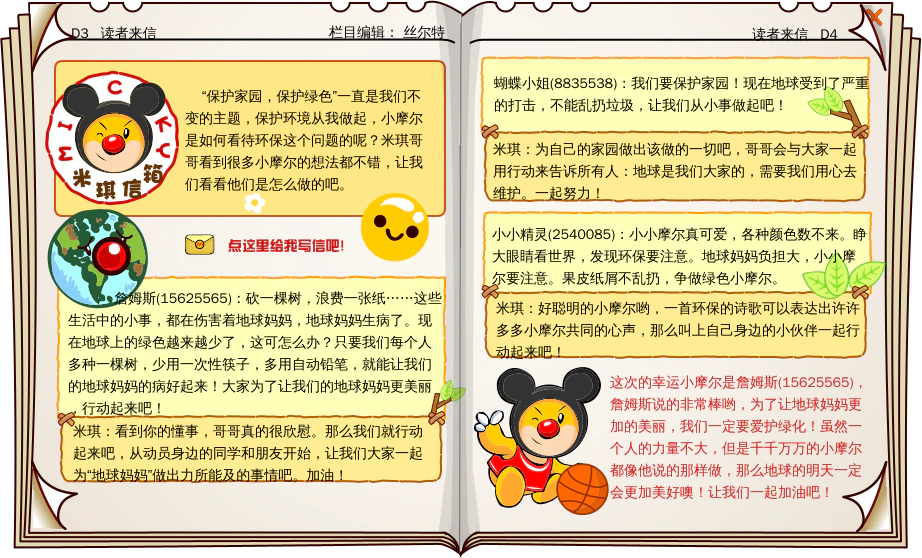 D3 读者来信
栏目编辑： 丝尔特
MICKY
米琪信箱
“保护家园，保护绿色”一直是我们不
变的主题，保护环境从我做起，小摩尔
是如何看待环保这个问题的呢？米琪哥
哥看到很多小摩尔的想法都不错，让我
们看看他们是怎么做的吧。
点这里给我写信吧!
詹姆斯(15625565)：砍一棵树，浪费一张纸……这些
生活中的小事，都在伤害着地球妈妈，地球妈妈生病了。现
在地球上的绿色越来越少了，这可怎么办？只要我们每个人
多种一棵树，少用一次性筷子，多用自动铅笔，就能让我们
的地球妈妈的病好起来！大家为了让我们的地球妈妈更美丽
，行动起来吧！
米琪：看到你的懂事，哥哥真的很欣慰。那么我们就行动
起来吧，从动员身边的同学和朋友开始，让我们大家一起
为“地球妈妈”做出力所能及的事情吧。加油！
读者来信 D4
蝴蝶小姐(8835538)：我们要保护家园！现在地球受到了严重
的打击，不能乱扔垃圾，让我们从小事做起吧！
米琪：为自己的家园做出该做的一切吧，哥哥会与大家一起
用行动来告诉所有人：地球是我们大家的，需要我们用心去
维护。一起努力！
小小精灵(2540085)：小小摩尔真可爱，各种颜色数不来。睁
大眼睛看世界，发现环保要注意。地球妈妈负担大，小小摩
尔要注意。果皮纸屑不乱扔，争做绿色小摩尔。
米琪：好聪明的小摩尔哟，一首环保的诗歌可以表达出许许
多多小摩尔共同的心声，那么叫上自己身边的小伙伴一起行
动起来吧！
这次的幸运小摩尔是詹姆斯(15625565)，
詹姆斯说的非常棒哟，为了让地球妈妈更
加的美丽，我们一定要爱护绿化！虽然一
个人的力量不大，但是千千万万的小摩尔
都像他说的那样做，那么地球的明天一定
会更加美好噢！让我们一起加油吧！